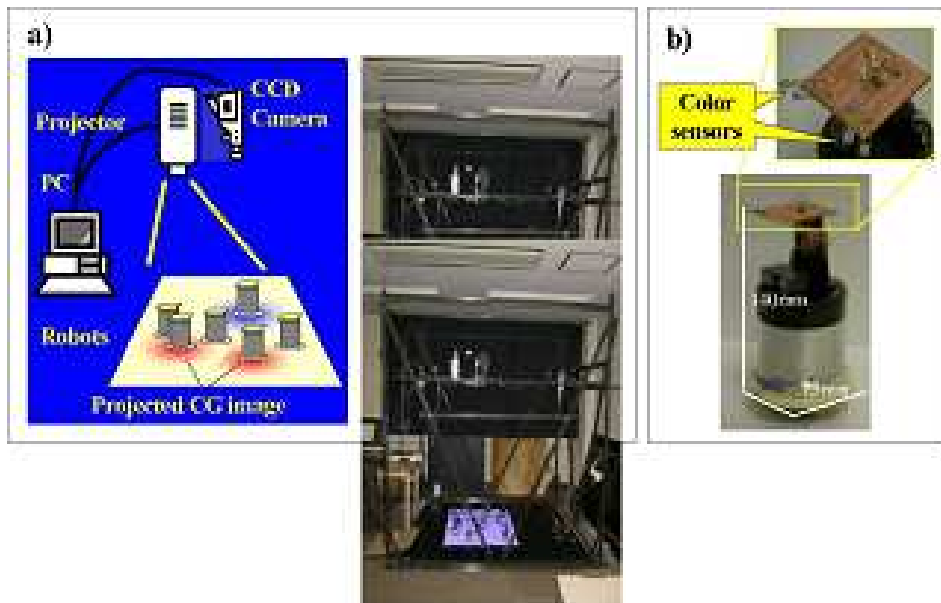 a)
CCD
Camera
Projector
PC
Robots
Projected CG image
b)
Color
sensors